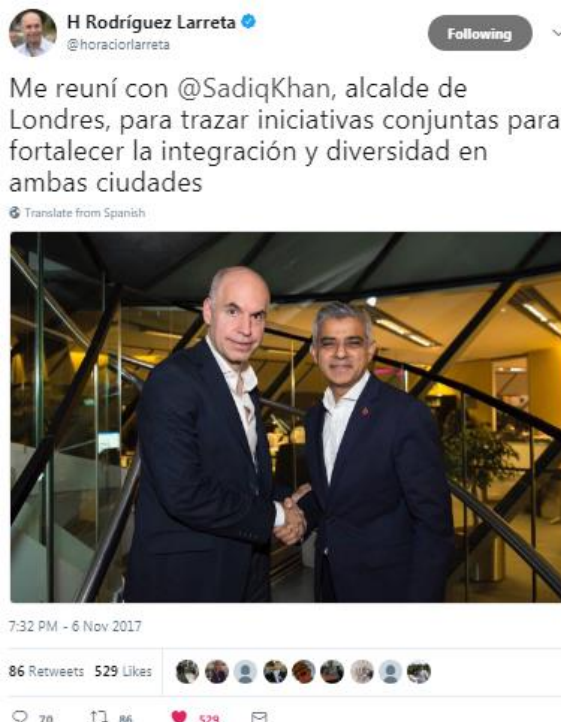 H Rodríguez Larreta
@horaciorlarreta
Following
Me reuní con @SadiqKhan, alcalde de
Londres, para trazar iniciativas conjuntas para
fortalecer la integración y diversidad en
ambas ciudades
Translate from Spanish
7:32 PM - 6 Nov 2017
86 Retweets 529 Likes
70 86 529